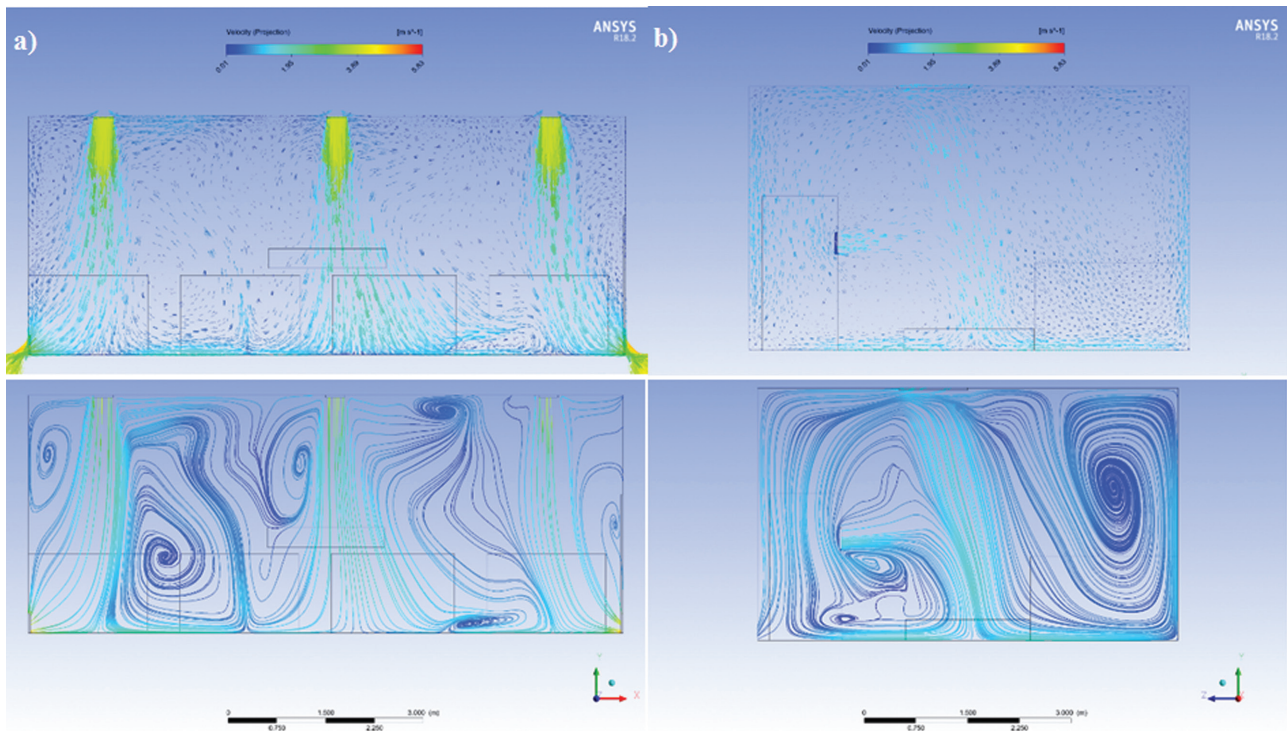 a)
Velocity (Projection) [m s^-1]
0.01 1.95 3.89 5.83
ANSYS
R18.2
b)
Velocity (Projection) [m s^-1]
0.01 1.95 3.89 5.83
ANSYS
R18.2
Y
X
Z
0 1.500 3.000 (m)
0.750 2.250
Y
Z
0 1.500 3.000 (m)
0.750 2.250